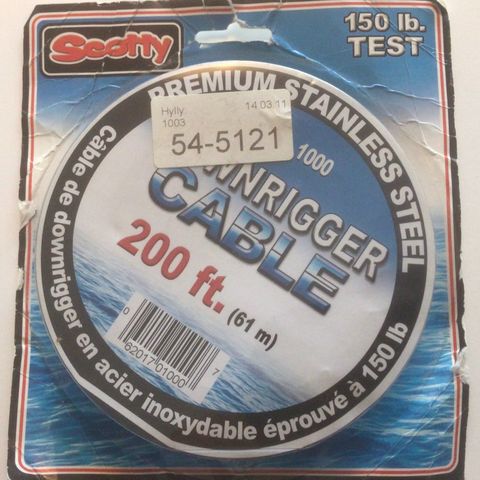 Scotty
150 lb.
TEST
PREMIUM STAINLESS STEEL
Hylly:
14.03.11
1003
54-5121
1000
WNRIGGER
CABLE
200 ft. (61 m)
0 62017 01000 7
Câble de downrigger en acier inoxydable éprouvé à 150 lb